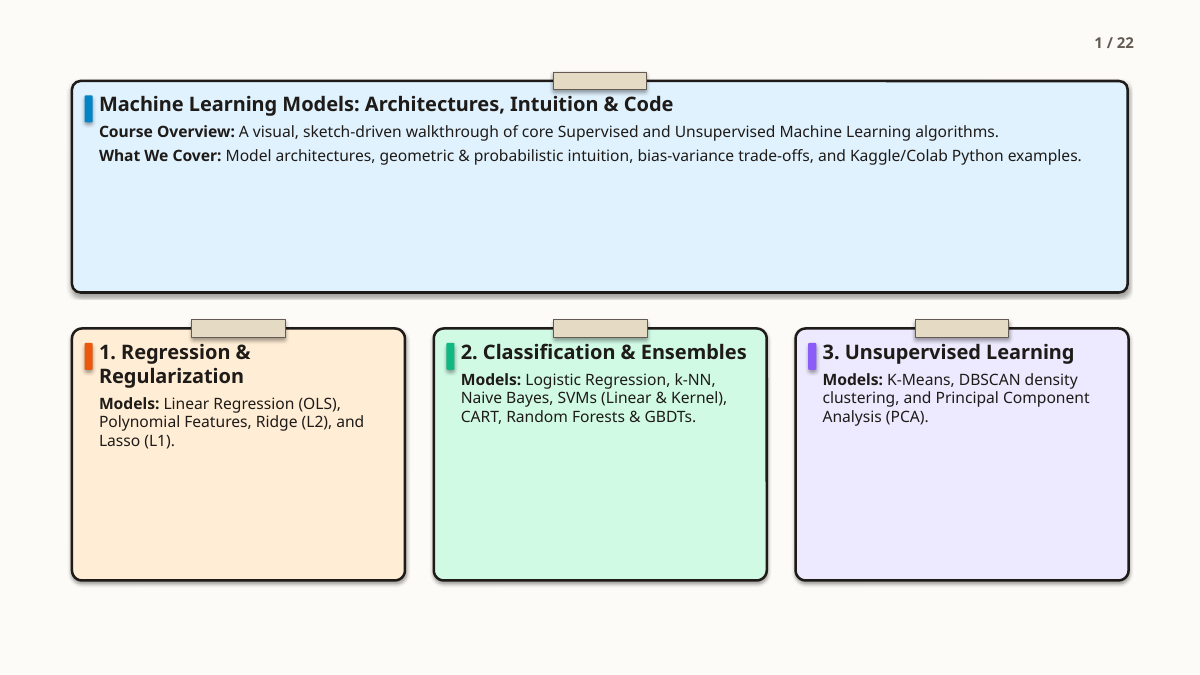 1 / 22
Machine Learning Models: Architectures, Intuition & Code
Course Overview: A visual, sketch-driven walkthrough of core Supervised and Unsupervised Machine Learning algorithms.
What We Cover: Model architectures, geometric & probabilistic intuition, bias-variance trade-offs, and Kaggle/Colab Python examples.
1. Regression &
Regularization
Models: Linear Regression (OLS),
Polynomial Features, Ridge (L2), and
Lasso (L1).
2. Classification & Ensembles
Models: Logistic Regression, k-NN,
Naive Bayes, SVMs (Linear & Kernel),
CART, Random Forests & GBDTs.
3. Unsupervised Learning
Models: K-Means, DBSCAN density
clustering, and Principal Component
Analysis (PCA).